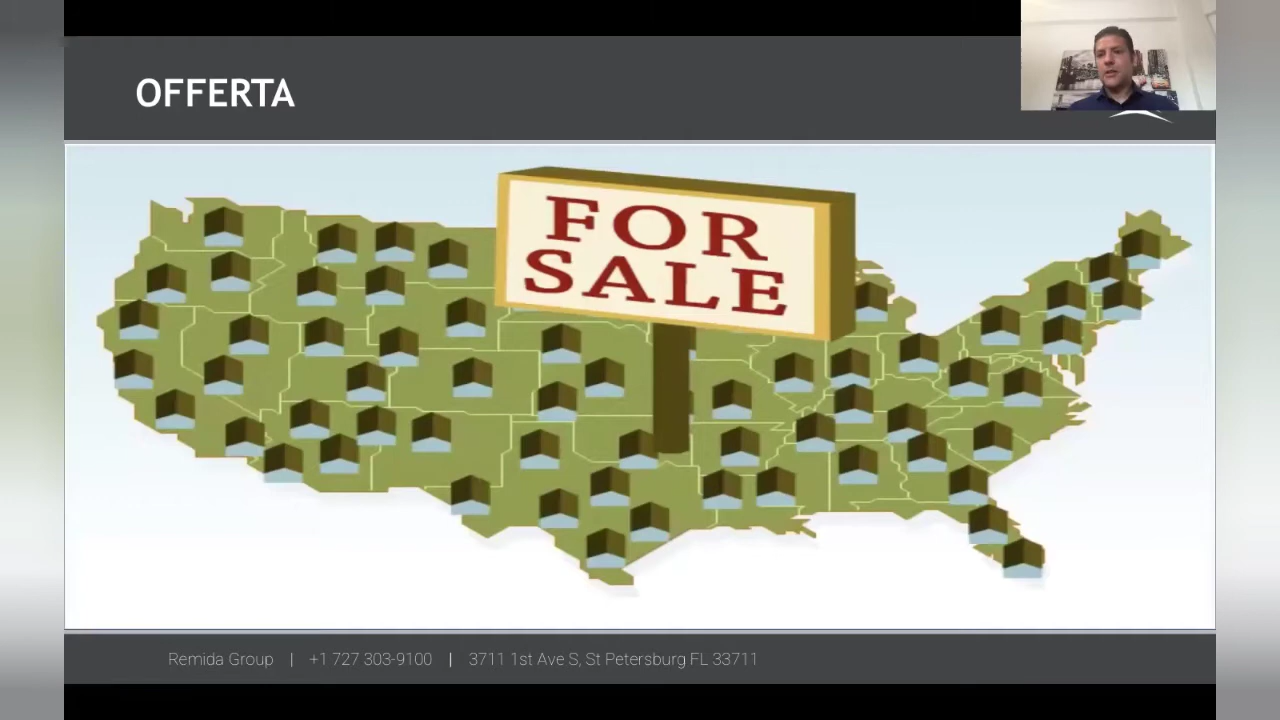 OFFERTA
FOR
SALE
Remida Group | +1 727 303-9100 | 3711 1st Ave S, St Petersburg FL 33711